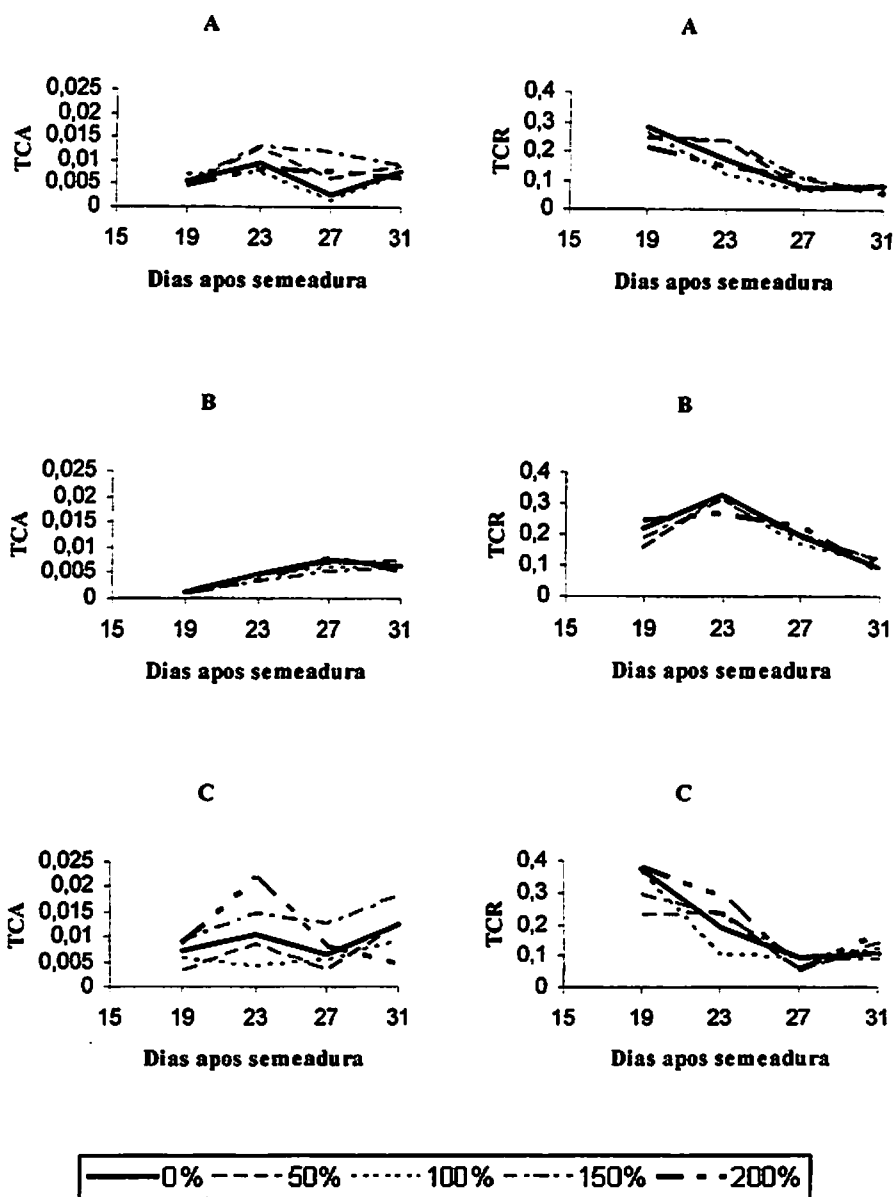 A
TCA
0,025
0,02
0,015
0,01
0,005
0
15 19 23 27 31
Dias apos semeadura
A
TCR
0,4
0,3
0,2
0,1
0
15 19 23 27 31
Dias apos semeadura
B
TCA
0,025
0,02
0,015
0,01
0,005
0
15 19 23 27 31
Dias apos semeadura
B
TCR
0,4
0,3
0,2
0,1
0
15 19 23 27 31
Dias apos semeadura
C
TCA
0,025
0,02
0,015
0,01
0,005
0
15 19 23 27 31
Dias apos semeadura
C
TCR
0,4
0,3
0,2
0,1
0
15 19 23 27 31
Dias apos semeadura
0% 50% 100% 150% 200%